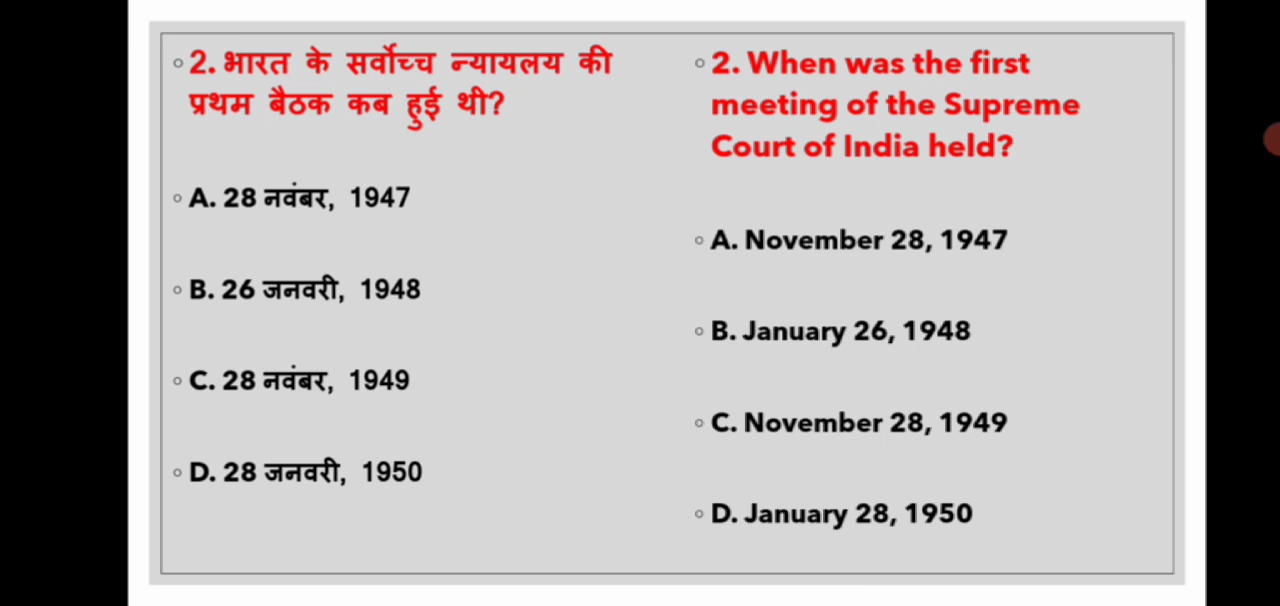 2. भारत के सर्वोच्च न्यायलय की
प्रथम बैठक कब हुई थी?
A. 28 नवंबर, 1947
B. 26 जनवरी, 1948
C. 28 नवंबर, 1949
D. 28 जनवरी, 1950
2. When was the first
meeting of the Supreme
Court of India held?
A. November 28, 1947
B. January 26, 1948
C. November 28, 1949
D. January 28, 1950